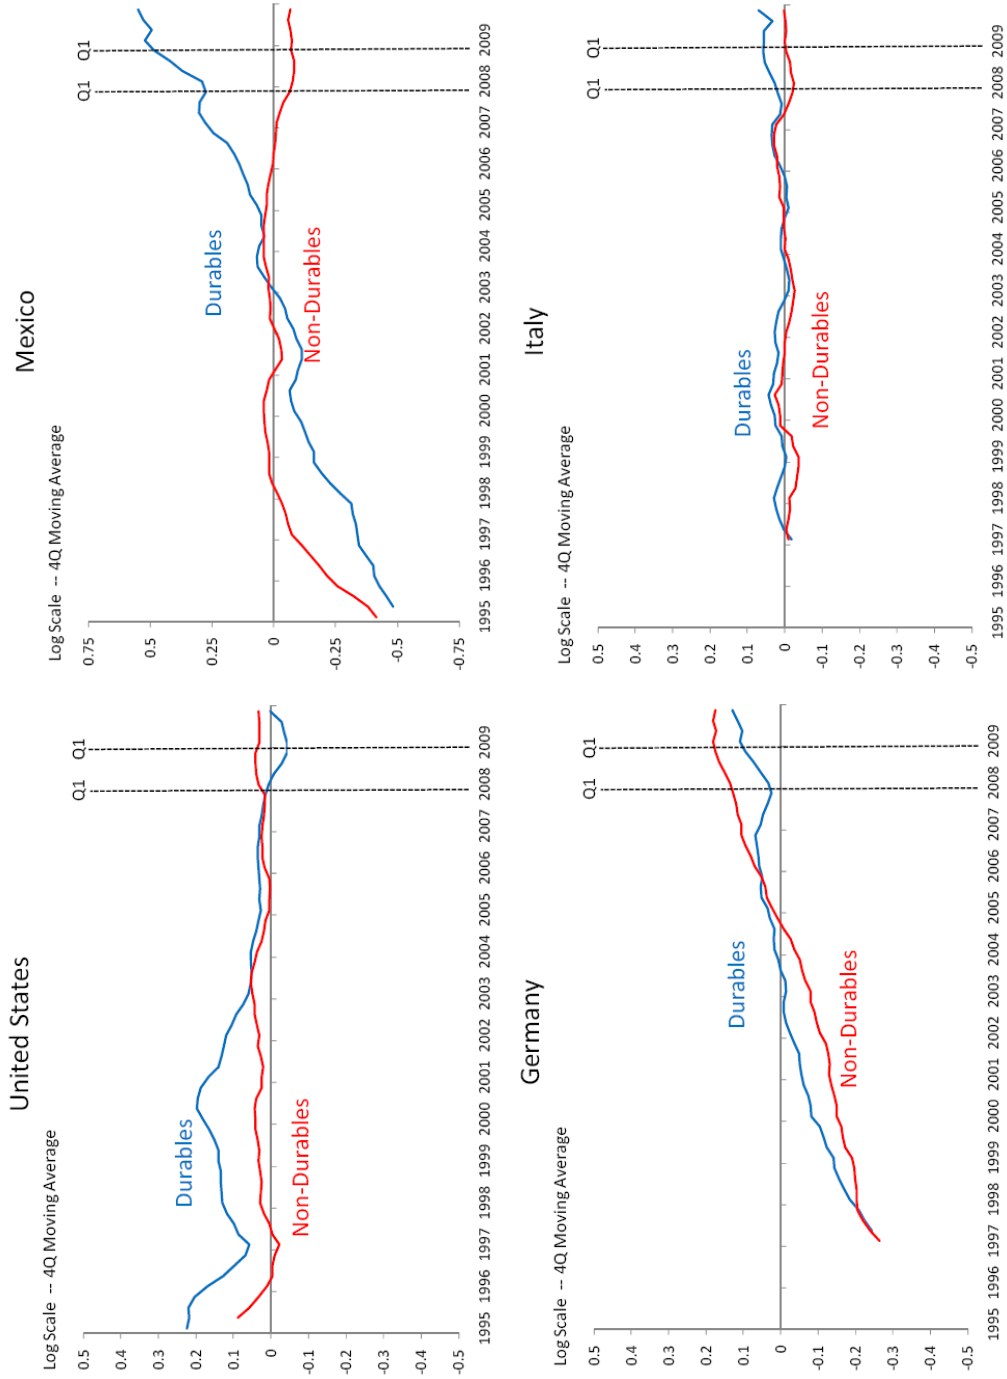 United States
Log Scale -- 4Q Moving Average
Q1
Q1
0.5
0.4
0.3
0.2
0.1
0
-0.1
-0.2
-0.3
-0.4
-0.5
Durables
Non-Durables
1995 1996 1997 1998 1999 2000 2001 2002 2003 2004 2005 2006 2007 2008 2009
Mexico
Log Scale -- 4Q Moving Average
Q1
Q1
0.75
0.5
0.25
0
-0.25
-0.5
-0.75
Durables
Non-Durables
1995 1996 1997 1998 1999 2000 2001 2002 2003 2004 2005 2006 2007 2008 2009
Germany
Log Scale -- 4Q Moving Average
Q1
Q1
0.5
0.4
0.3
0.2
0.1
0
-0.1
-0.2
-0.3
-0.4
-0.5
Durables
Non-Durables
1995 1996 1997 1998 1999 2000 2001 2002 2003 2004 2005 2006 2007 2008 2009
Italy
Log Scale -- 4Q Moving Average
Q1
Q1
0.5
0.4
0.3
0.2
0.1
0
-0.1
-0.2
-0.3
-0.4
-0.5
Durables
Non-Durables
1995 1996 1997 1998 1999 2000 2001 2002 2003 2004 2005 2006 2007 2008 2009